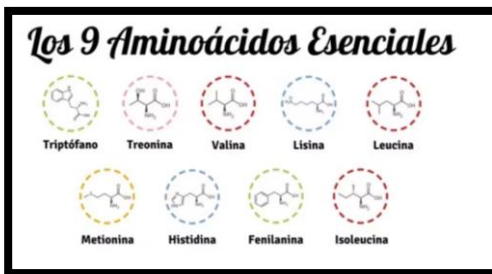 Los 9 Aminoácidos Esenciales
Triptófano Treonina Valina Lisina Leucina
Metionina Histidina Fenilanina Isoleucina